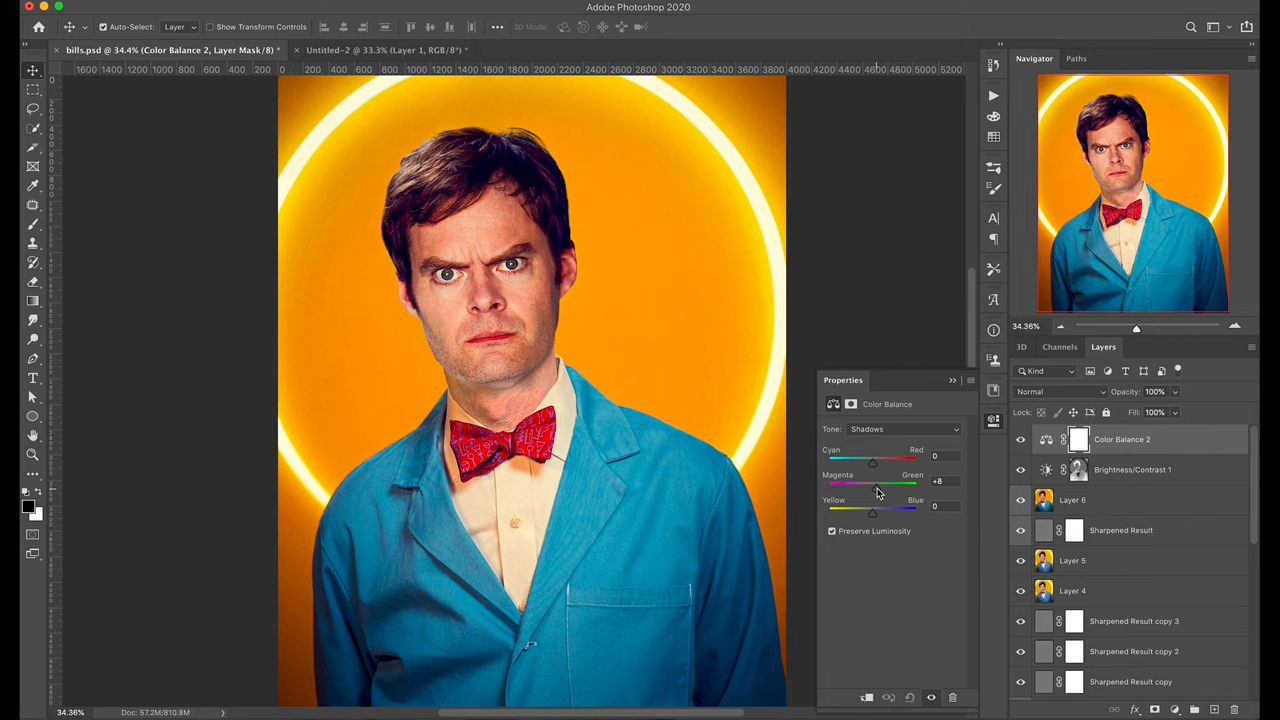 Adobe Photoshop 2020
Auto-Select: Layer Show Transform Controls 3D Mode:
bills.psd @ 34.4% (Color Balance 2, Layer Mask/8) * Untitled-2 @ 33.3% (Layer 1, RGB/8*) *
1600 1400 1200 1000 800 600 400 200 0 200 400 600 800 1000 1200 1400 1600 1800 2000 2200 2400 2600 2800 3000 3200 3400 3600 3800 4000 4200 4400 4600 4800 5000 5200
Navigator Paths
34.36%
3D Channels Layers
Kind
Normal Opacity: 100%
Lock: Fill: 100%
Color Balance 2
Brightness/Contrast 1
Layer 6
Sharpened Result
Layer 5
Layer 4
Sharpened Result copy 3
Sharpened Result copy 2
Sharpened Result copy
Properties
Color Balance
Tone: Shadows
Cyan Red 0
Magenta Green +8
Yellow Blue 0
Preserve Luminosity
34.36% Doc: 57.2M/810.8M